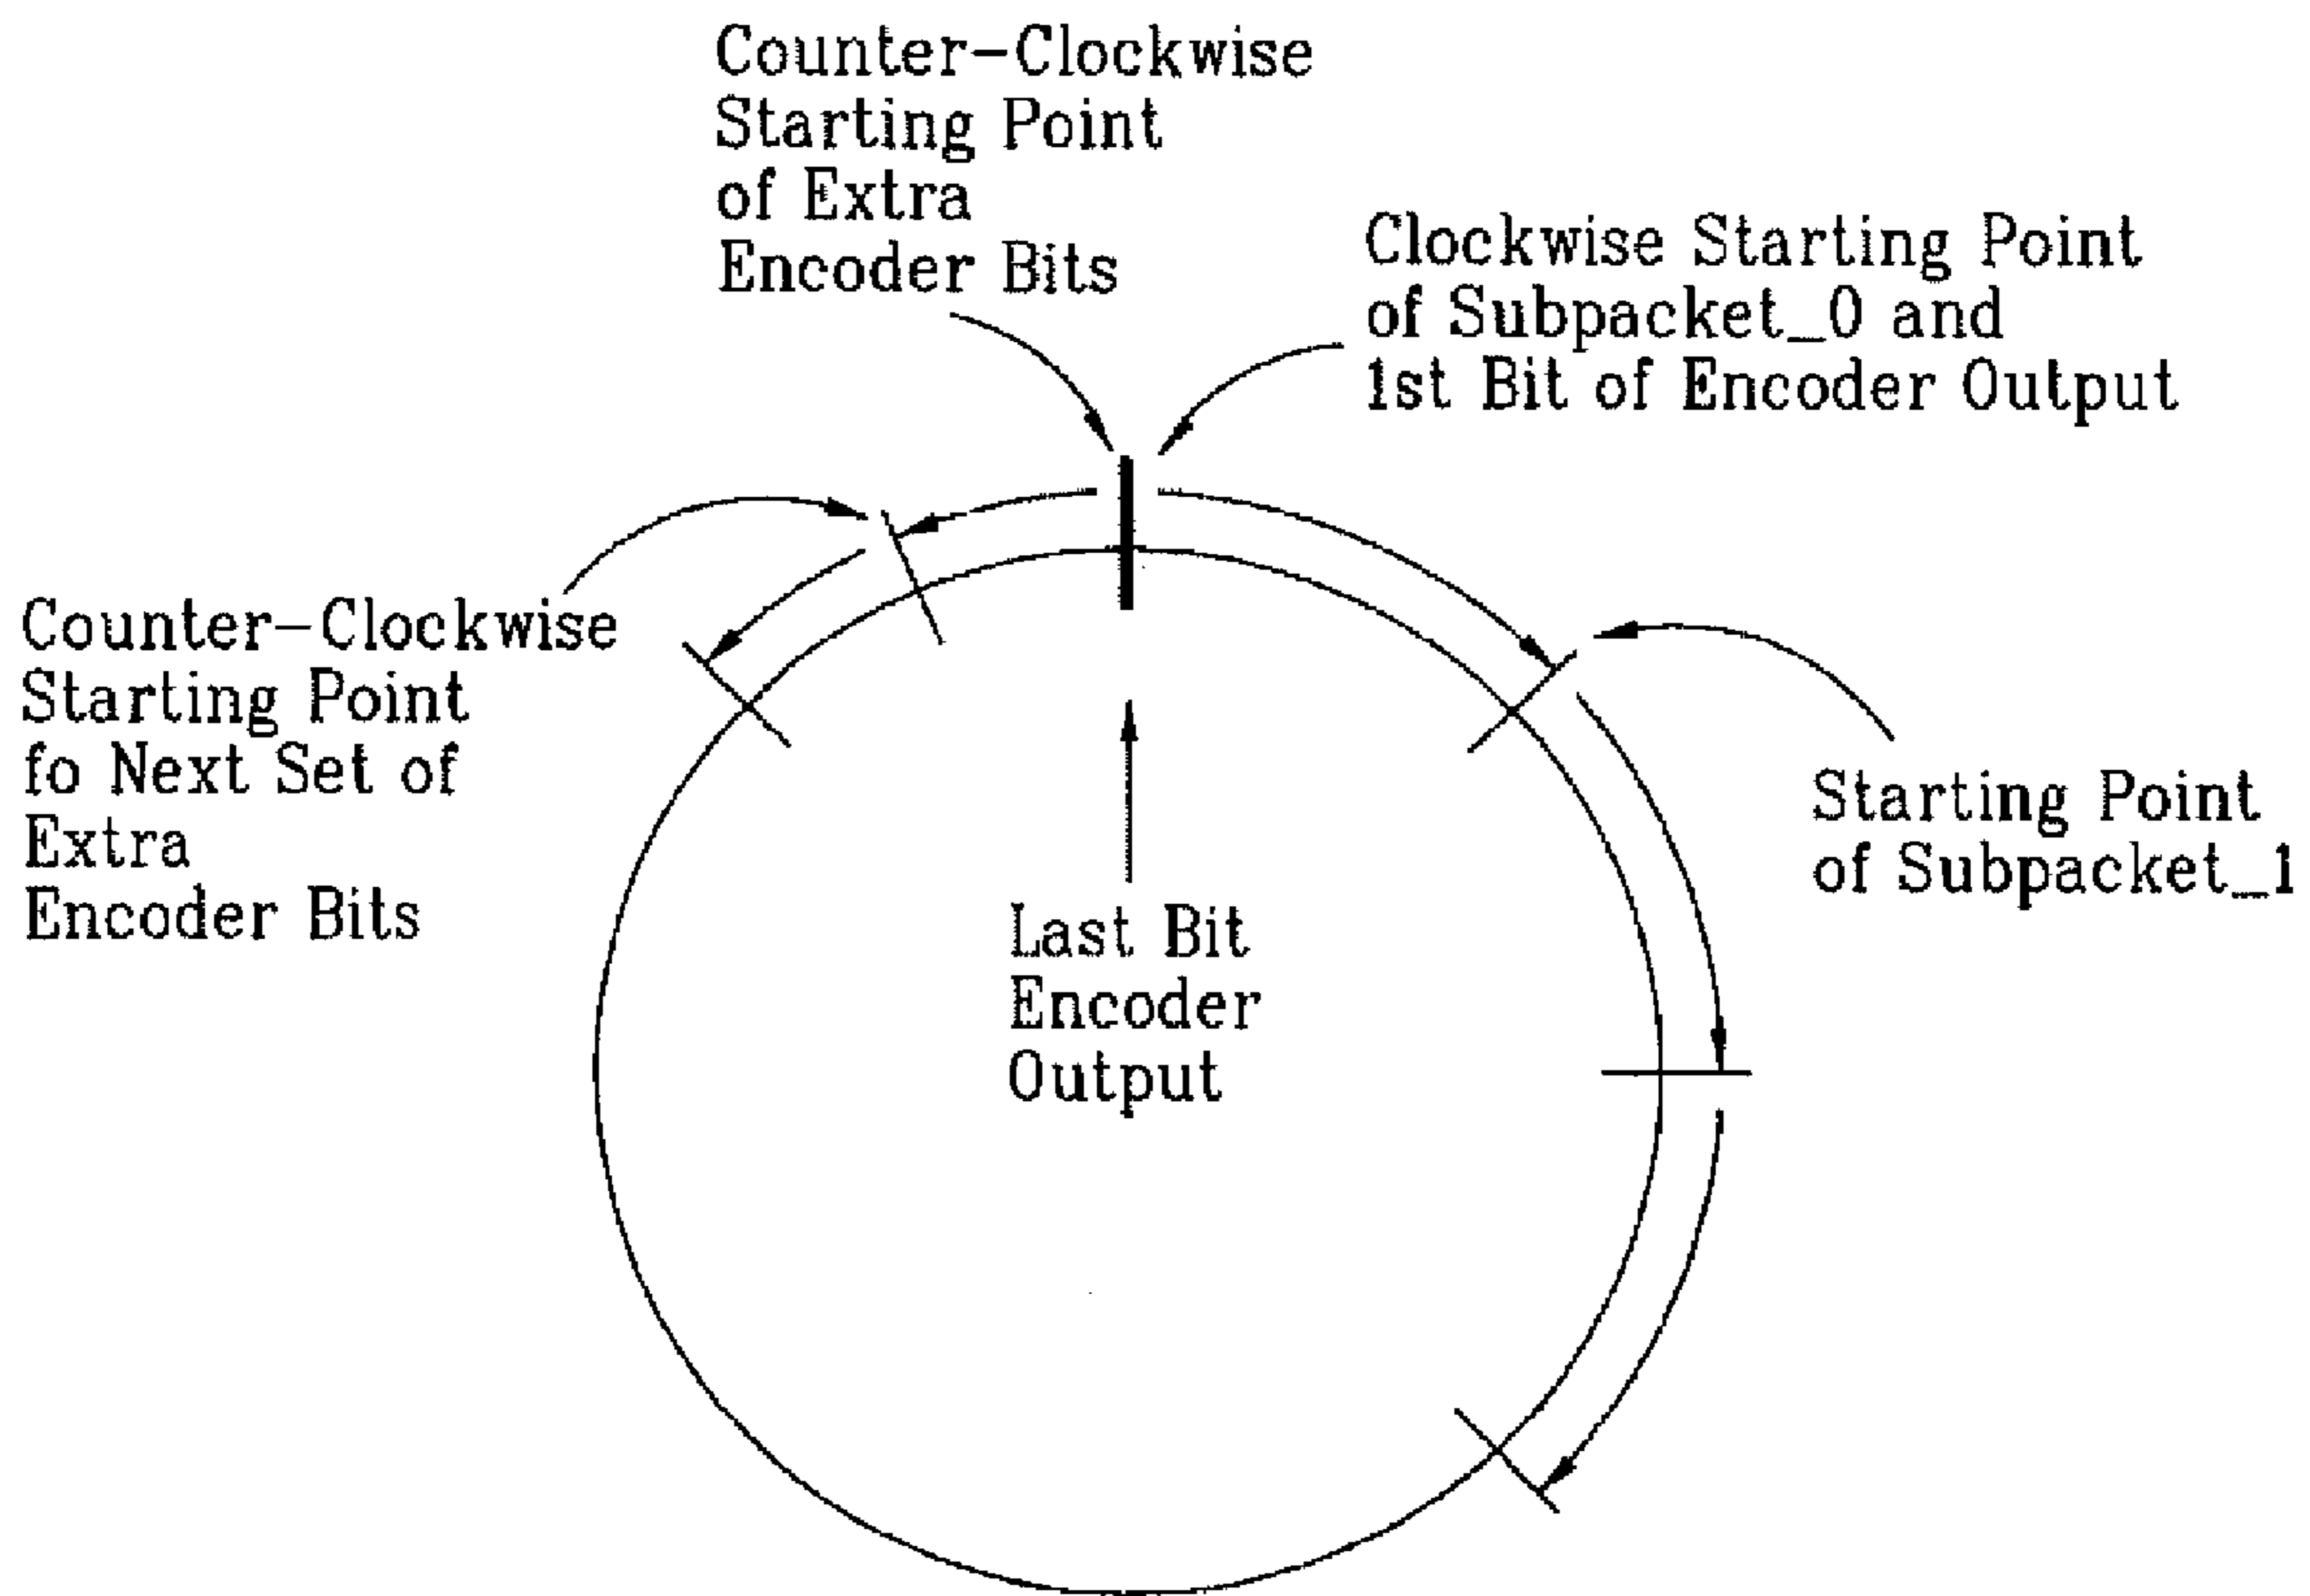 Counter-Clockwise
Starting Point
of Extra
Encoder Bits
Clockwise Starting Point
of Subpacket_0 and
1st Bit of Encoder Output
Counter-Clockwise
Starting Point
fo Next Set of
Extra
Encoder Bits
Starting Point
of Subpacket_1
Last Bit
Encoder
Output